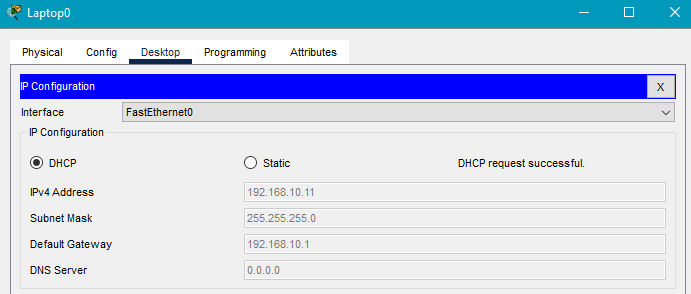 Laptop0
Physical Config Desktop Programming Attributes
IP Configuration X
Interface FastEthernet0
IP Configuration
DHCP Static DHCP request successful.
IPv4 Address 192.168.10.11
Subnet Mask 255.255.255.0
Default Gateway 192.168.10.1
DNS Server 0.0.0.0